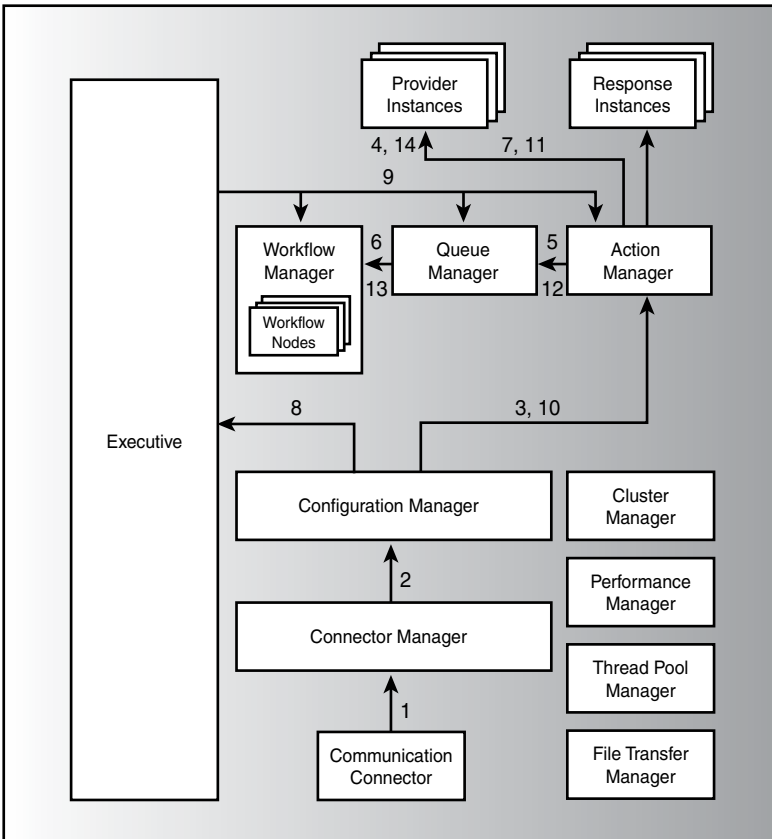 Provider
Instances
Response
Instances
4, 14
7, 11
9
Workflow
Manager
6
13
Queue
Manager
5
12
Action
Manager
Workflow
Nodes
8
3, 10
Executive
Configuration Manager
Cluster
Manager
2
Performance
Manager
Connector Manager
Thread Pool
Manager
1
Communication
Connector
File Transfer
Manager